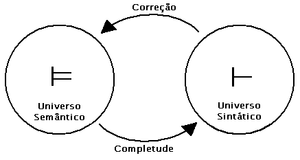 Correção
⊨ ⊢
Universo Semântico
Universo Sintático
Completude